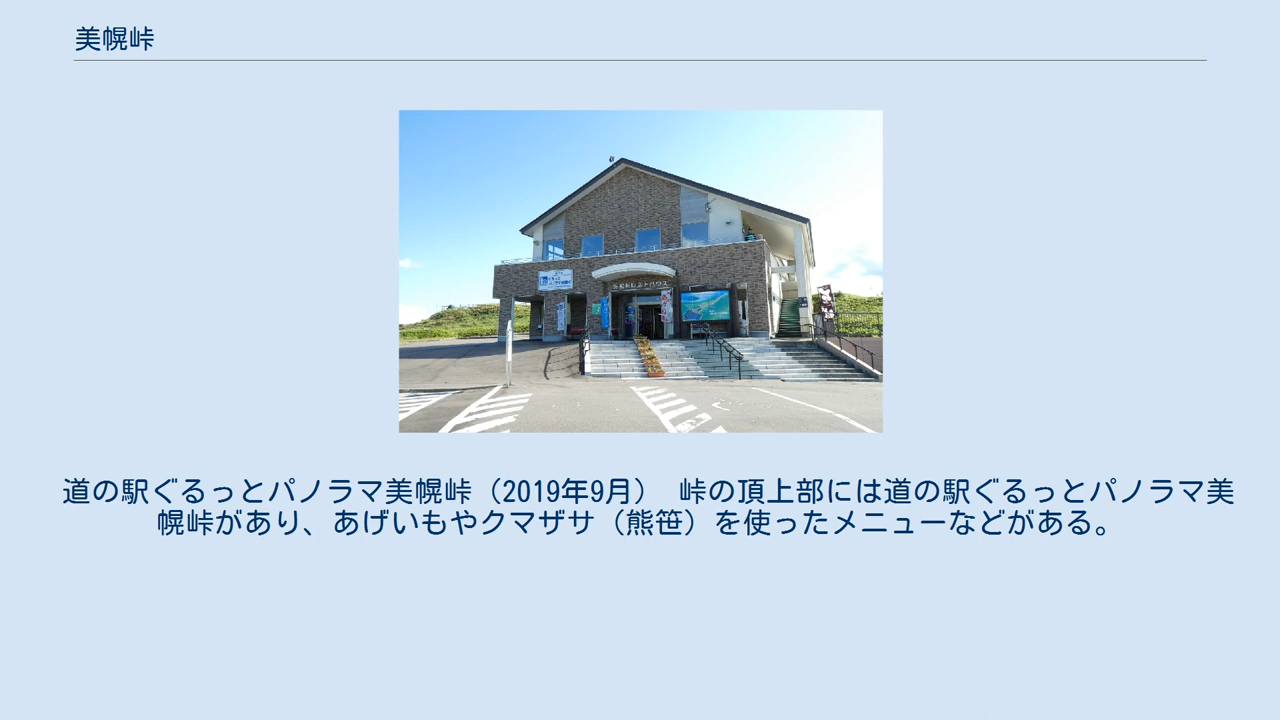 美幌峠
道の駅ぐるっとパノラマ美幌峠（2019年9月） 峠の頂上部には道の駅ぐるっとパノラマ美
幌峠があり、あげいもやクマザサ（熊笹）を使ったメニューなどがある。